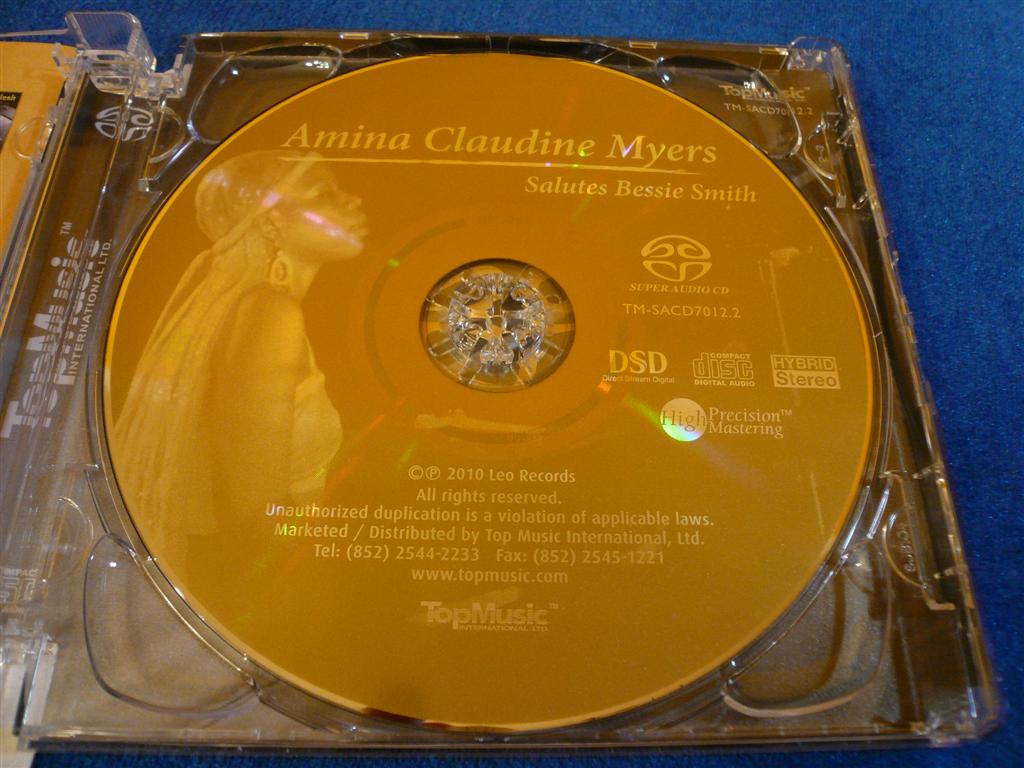 TopMusic
TM-SACD7012.2
Amina Claudine Myers
Salutes Bessie Smith
SUPER AUDIO CD
TM-SACD7012.2
DSD
Direct Stream Digital
COMPACT
disc
DIGITAL AUDIO
HYBRID
Stereo
High Precision™
Mastering
©℗ 2010 Leo Records
All rights reserved.
Unauthorized duplication is a violation of applicable laws.
Marketed / Distributed by Top Music International, Ltd.
Tel: (852) 2544-2233 Fax: (852) 2545-1221
www.topmusic.com
TopMusic™
INTERNATIONAL LTD.
TopMusic™
INTERNATIONAL LTD.